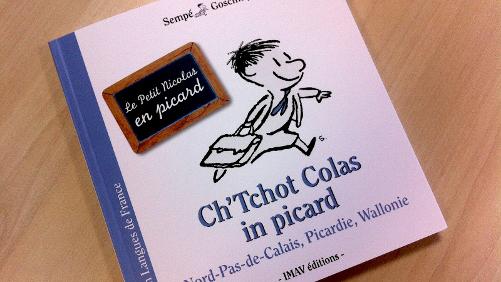 Sempé
Le Petit Nicolas
en picard
Ch'Tchot Colas
in picard
Nord-Pas-de-Calais, Picardie, Wallonie
- IMAV éditions -
Langues de France